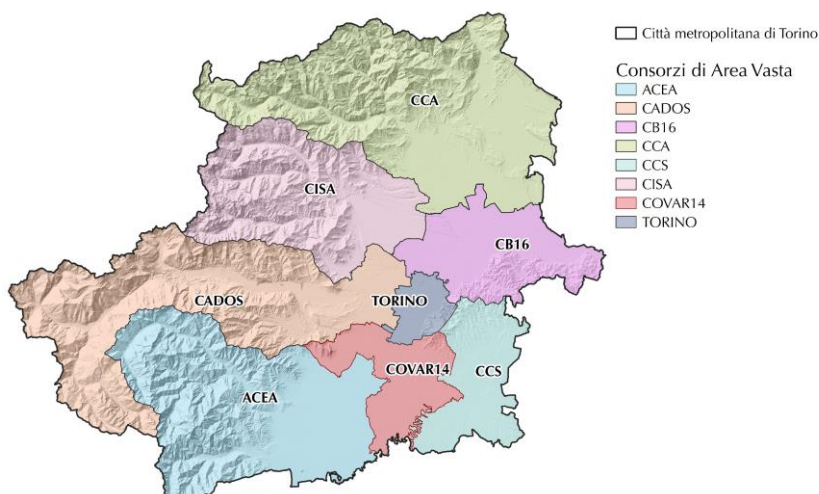 Città metropolitana di Torino
Consorzi di Area Vasta
ACEA
CADOS
CB16
CCA
CCS
CISA
COVAR14
TORINO
CCA
CISA
CB16
CADOS
TORINO
COVAR14
CCS
ACEA